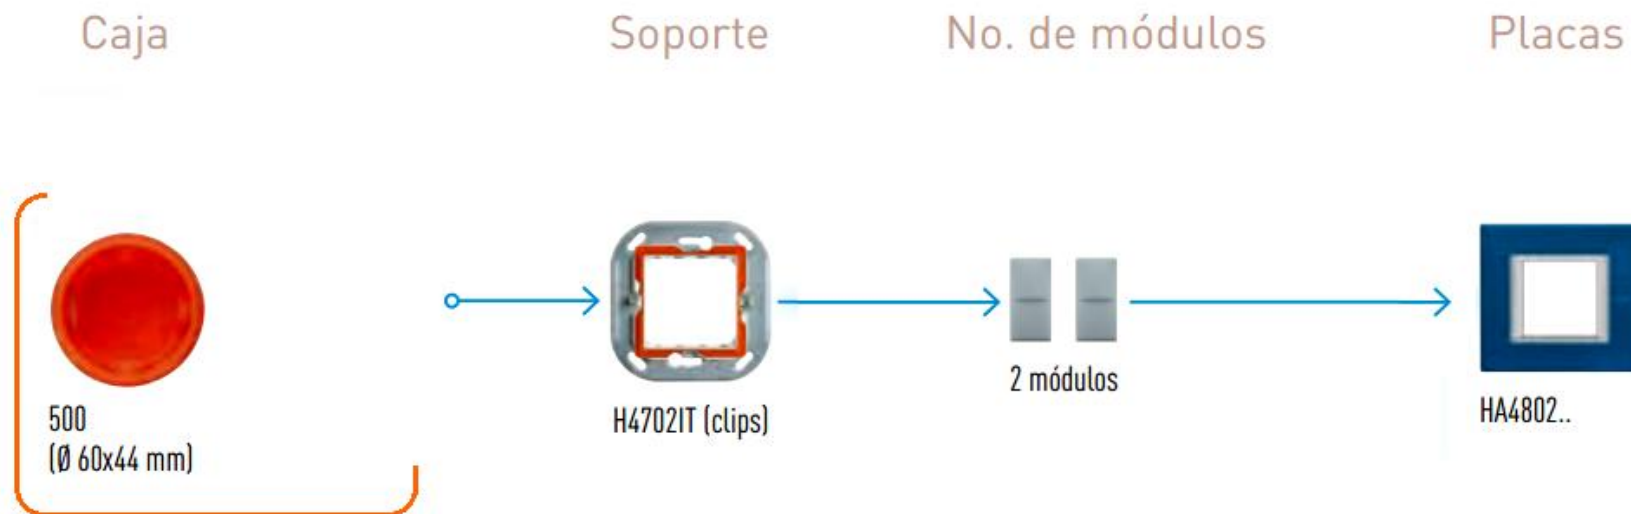 Caja
Soporte
No. de módulos
Placas
500
(Ø 60x44 mm)
H4702IT (clips)
2 módulos
HA4802..